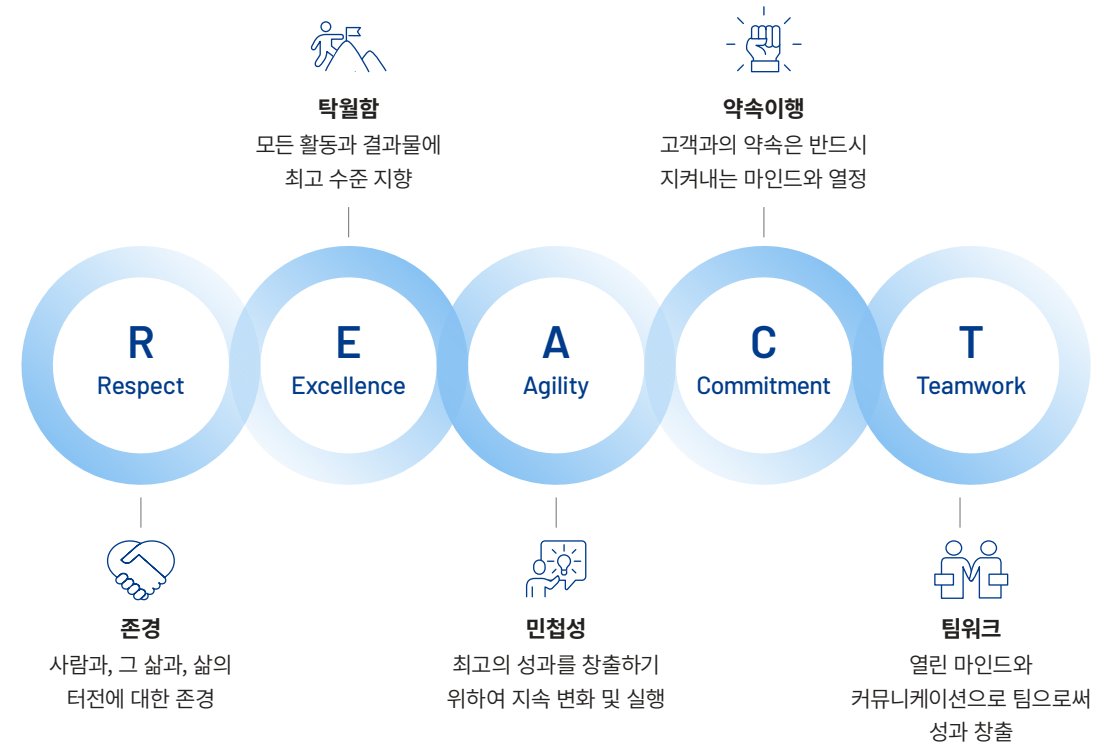 탁월함
모든 활동과 결과물에
최고 수준 지향
약속이행
고객과의 약속은 반드시
지켜내는 마인드와 열정
R
Respect
E
Excellence
A
Agility
C
Commitment
T
Teamwork
존경
사람과, 그 삶과, 삶의
터전에 대한 존경
민첩성
최고의 성과를 창출하기
위하여 지속 변화 및 실행
팀워크
열린 마인드와
커뮤니케이션으로 팀으로써
성과 창출